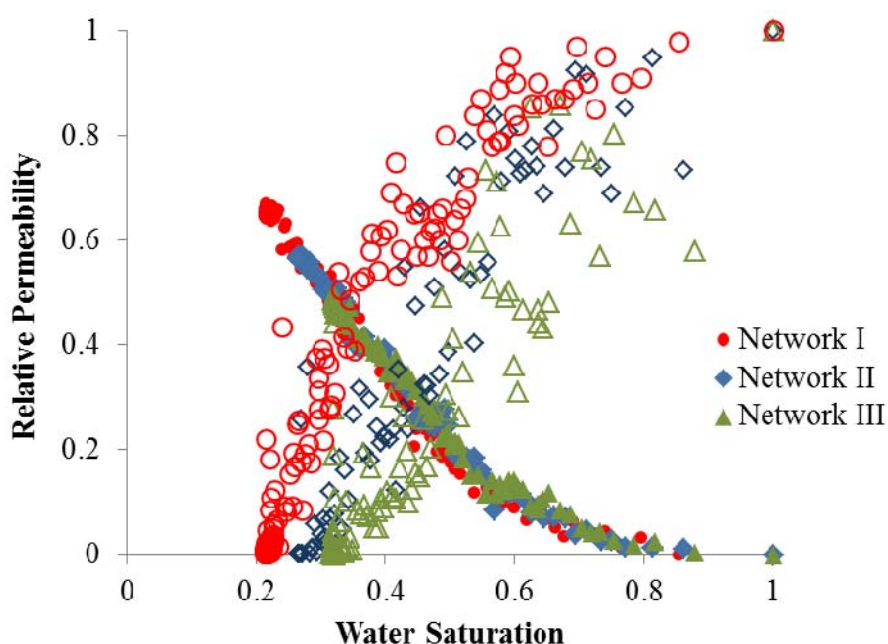 1
0.8
0.6
0.4
0.2
0
Relative Permeability
0
0.2
0.4
0.6
0.8
1
Water Saturation
Network I
Network II
Network III